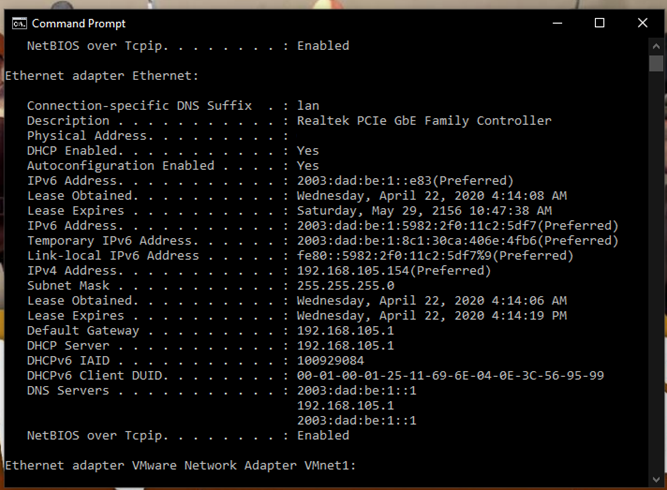 Command Prompt
NetBIOS over Tcpip. . . . . . . . : Enabled
Ethernet adapter Ethernet:
Connection-specific DNS Suffix  . : lan
Description . . . . . . . . . . . : Realtek PCIe GbE Family Controller
Physical Address. . . . . . . . . :
DHCP Enabled. . . . . . . . . . . : Yes
Autoconfiguration Enabled . . . . : Yes
IPv6 Address. . . . . . . . . . . : 2003:dad:be:1::e83(Preferred)
Lease Obtained. . . . . . . . . . : Wednesday, April 22, 2020 4:14:08 AM
Lease Expires . . . . . . . . . . : Saturday, May 29, 2156 10:47:38 AM
IPv6 Address. . . . . . . . . . . : 2003:dad:be:1:5982:2f0:11c2:5df7(Preferred)
Temporary IPv6 Address. . . . . . : 2003:dad:be:1:8c1:30ca:406e:4fb6(Preferred)
Link-local IPv6 Address . . . . . : fe80::5982:2f0:11c2:5df7%9(Preferred)
IPv4 Address. . . . . . . . . . . : 192.168.105.154(Preferred)
Subnet Mask . . . . . . . . . . . : 255.255.255.0
Lease Obtained. . . . . . . . . . : Wednesday, April 22, 2020 4:14:06 AM
Lease Expires . . . . . . . . . . : Wednesday, April 22, 2020 4:14:19 PM
Default Gateway . . . . . . . . . : 192.168.105.1
DHCP Server . . . . . . . . . . . : 192.168.105.1
DHCPv6 IAID . . . . . . . . . . . : 100929084
DHCPv6 Client DUID. . . . . . . . : 00-01-00-01-25-11-69-6E-04-0E-3C-56-95-99
DNS Servers . . . . . . . . . . . : 2003:dad:be:1::1
192.168.105.1
2003:dad:be:1::1
NetBIOS over Tcpip. . . . . . . . : Enabled
Ethernet adapter VMware Network Adapter VMnet1: